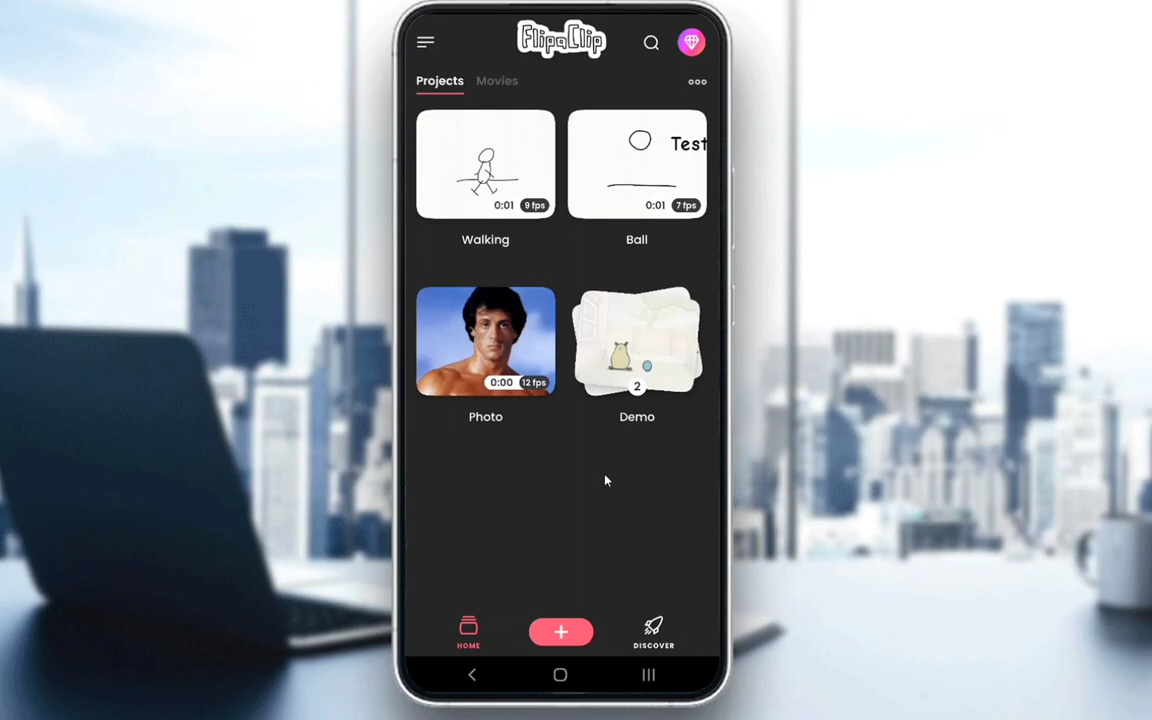 FlipaClip
Projects Movies
Test
0:01 9 fps
0:01 7 fps
Walking
Ball
0:00 12 fps
2
Photo
Demo
HOME
+
DISCOVER